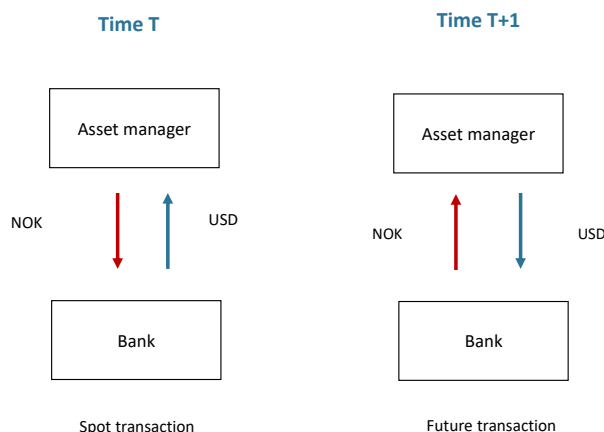 Time T
Time T+1
Asset manager
Asset manager
NOK
USD
NOK
USD
Bank
Bank
Spot transaction
Future transaction